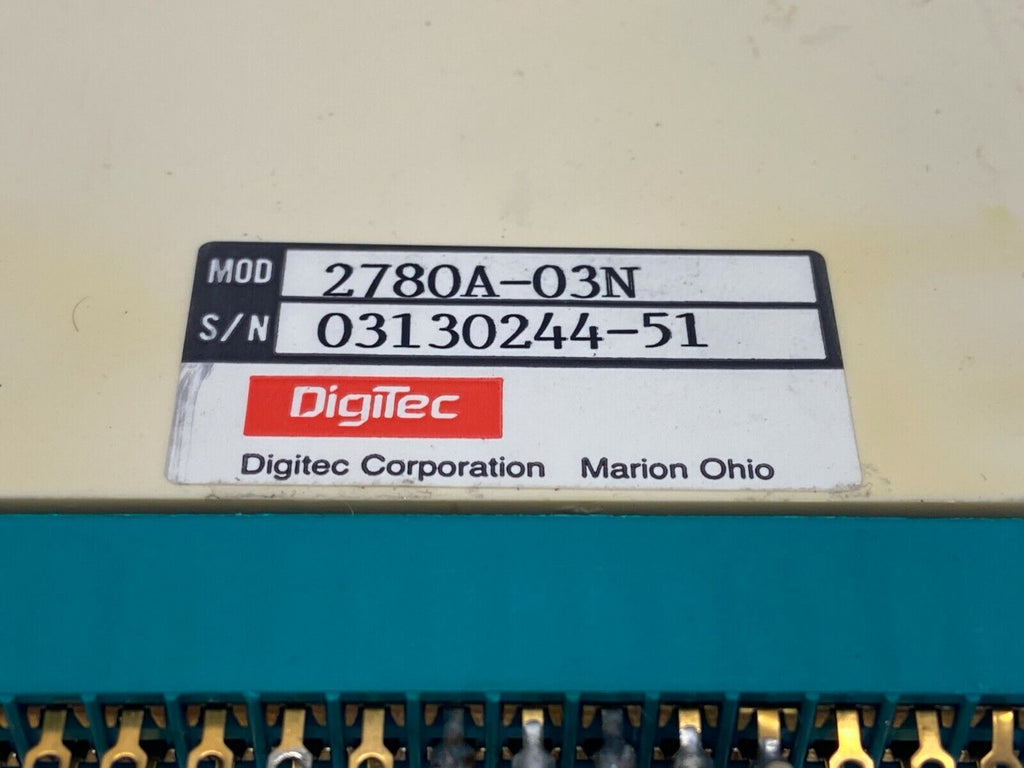 MOD 2780A-03N
S/N 03130244-51
DigiTec
Digitec Corporation Marion Ohio